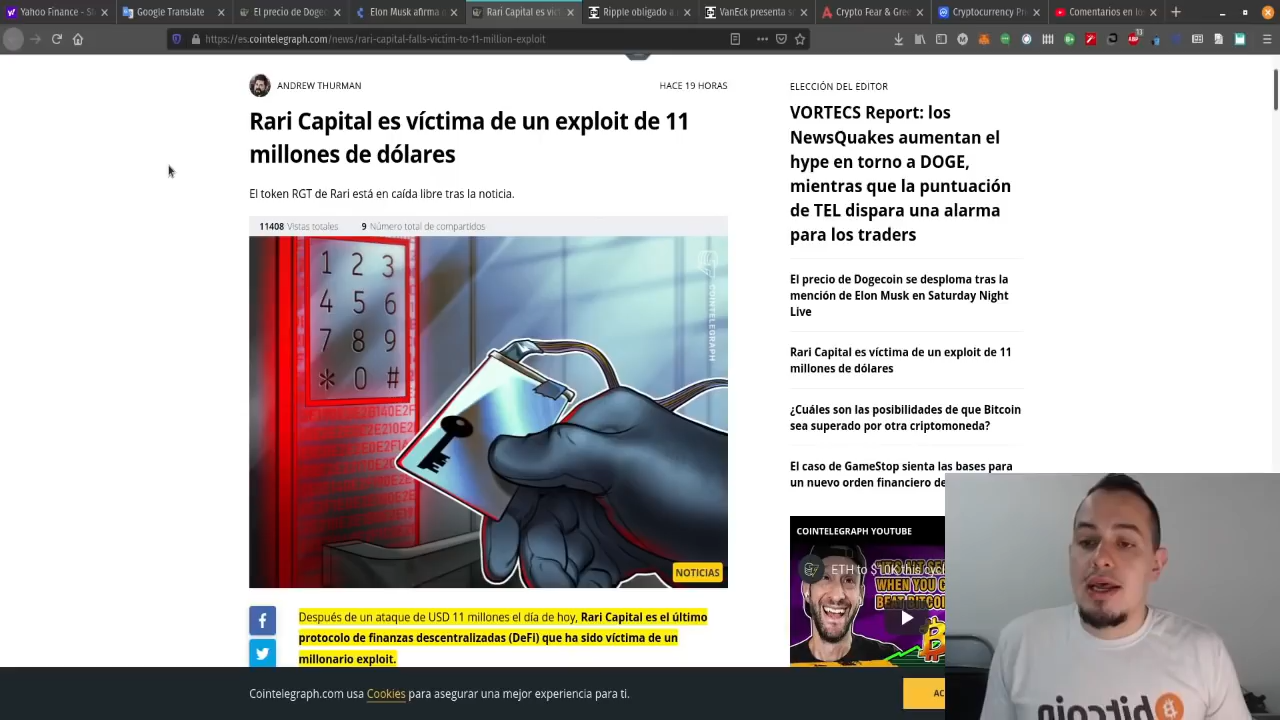 Yahoo Finance - St
Google Translate
El precio de DOGE
Elon Musk afirma
Rari Capital es víct
Ripple obligado a
VanEck presenta s
Crypto Fear & Gree
Cryptocurrency Pr
Comentarios en lo
https://es.cointelegraph.com/news/rari-capital-falls-victim-to-11-million-exploit
ANDREW THURMAN
HACE 19 HORAS
Rari Capital es víctima de un exploit de 11
millones de dólares
El token RGT de Rari está en caída libre tras la noticia.
11408 Vistas totales
9 Número total de compartidos
1 2 3
4 5 6
7 8 9
* 0 #
COINTELEGRAPH
NOTICIAS
Después de un ataque de USD 11 millones el día de hoy, Rari Capital es el último
protocolo de finanzas descentralizadas (DeFi) que ha sido víctima de un
millonario exploit.
ELECCIÓN DEL EDITOR
VORTECS Report: los
NewsQuakes aumentan el
hype en torno a DOGE,
mientras que la puntuación
de TEL dispara una alarma
para los traders
El precio de Dogecoin se desploma tras la
mención de Elon Musk en Saturday Night
Live
Rari Capital es víctima de un exploit de 11
millones de dólares
¿Cuáles son las posibilidades de que Bitcoin
sea superado por otra criptomoneda?
El caso de GameStop sienta las bases para
un nuevo orden financiero de
COINTELEGRAPH YOUTUBE
ETH to $10K this cycl
WHEN YOU C
BEAT BITCOI
Cointelegraph.com usa Cookies para asegurar una mejor experiencia para ti.
AC
bitcoin